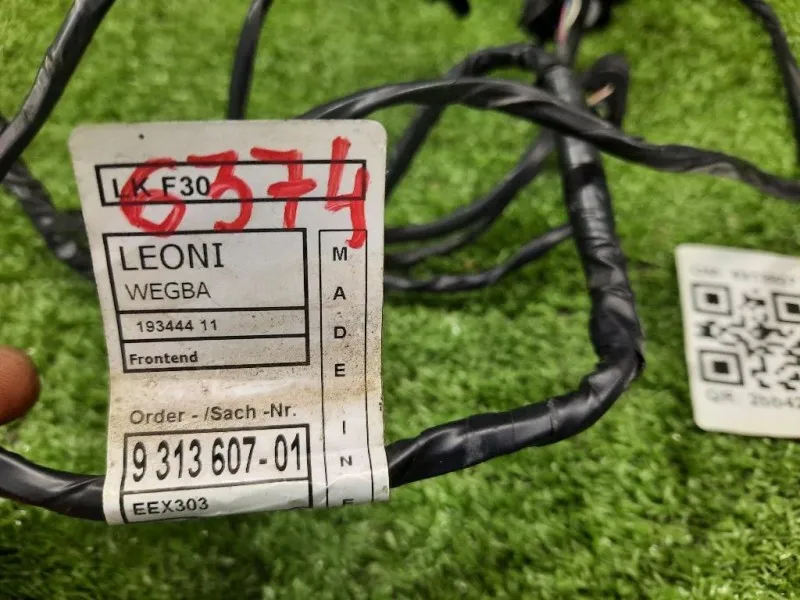 6374
LK F30
LEONI
WEGBA
193444 11
Frontend
Order - /Sach -Nr.
9 313 607-01
EEX303
MADE IN